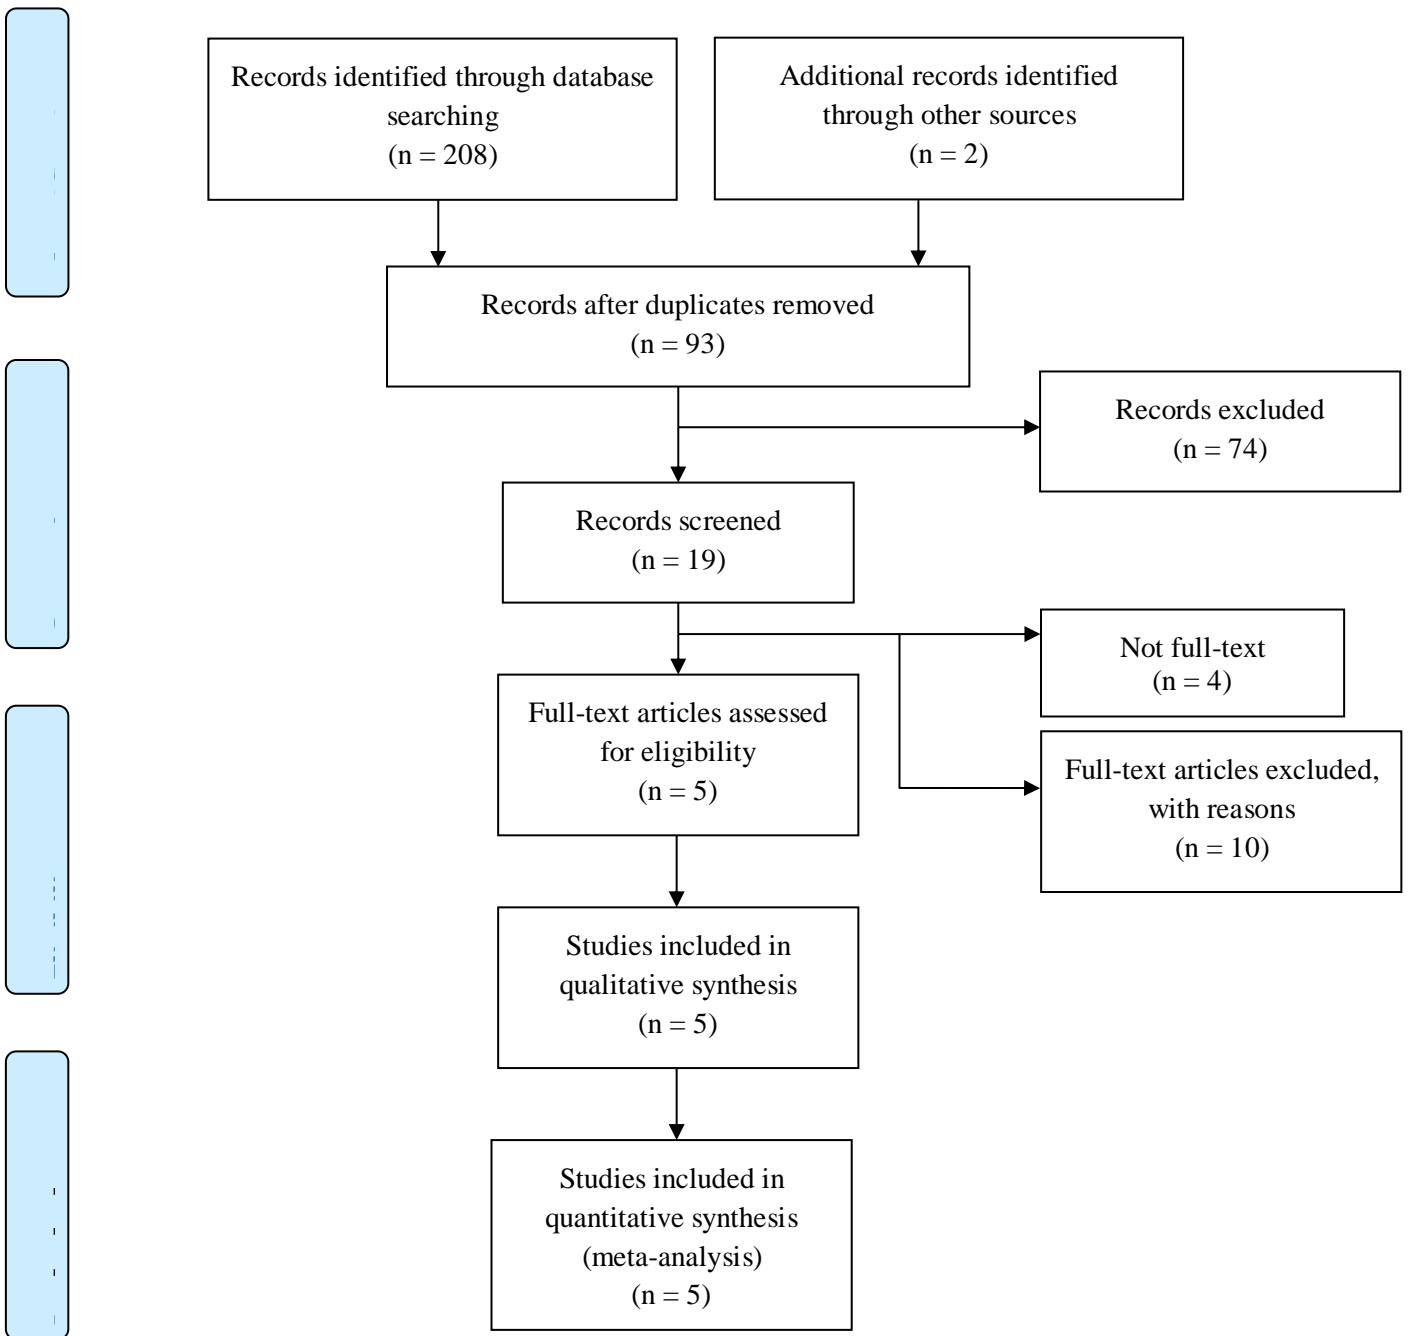 Records identified through database
searching
(n = 208)
Additional records identified
through other sources
(n = 2)
Records after duplicates removed
(n = 93)
Records excluded
(n = 74)
Records screened
(n = 19)
Not full-text
(n = 4)
Full-text articles assessed
for eligibility
(n = 5)
Full-text articles excluded,
with reasons
(n = 10)
Studies included in
qualitative synthesis
(n = 5)
Studies included in
quantitative synthesis
(meta-analysis)
(n = 5)